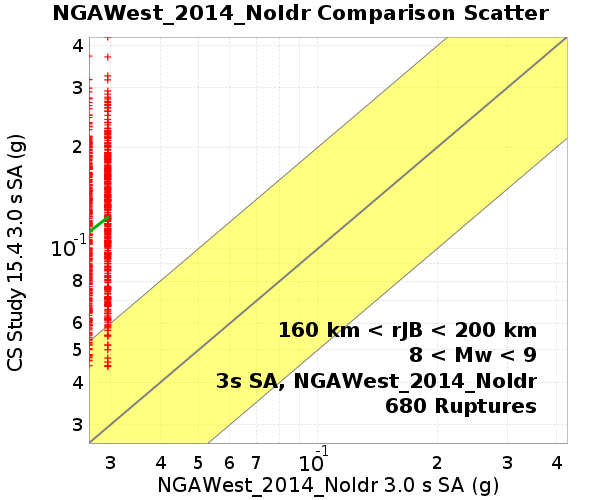 NGAWest_2014_NoIdr Comparison Scatter
CS Study 15.4 3.0 s SA (g)
4
3
2
10-1
8
6
5
4
3
160 km < rJB < 200 km
8 < Mw < 9
3s SA, NGAWest_2014_NoIdr
680 Ruptures
3 4 5 6 7 10-1 2 3 4
NGAWest_2014_NoIdr 3.0 s SA (g)